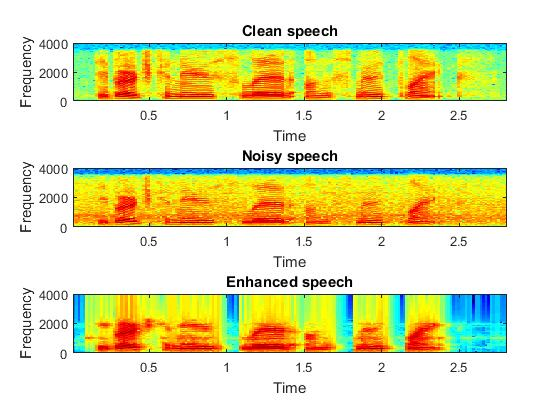 Clean speech
Frequency
4000
2000
0
0.5 1 1.5 2 2.5
Time
Noisy speech
Frequency
4000
2000
0
0.5 1 1.5 2 2.5
Time
Enhanced speech
Frequency
4000
2000
0
0.5 1 1.5 2 2.5
Time